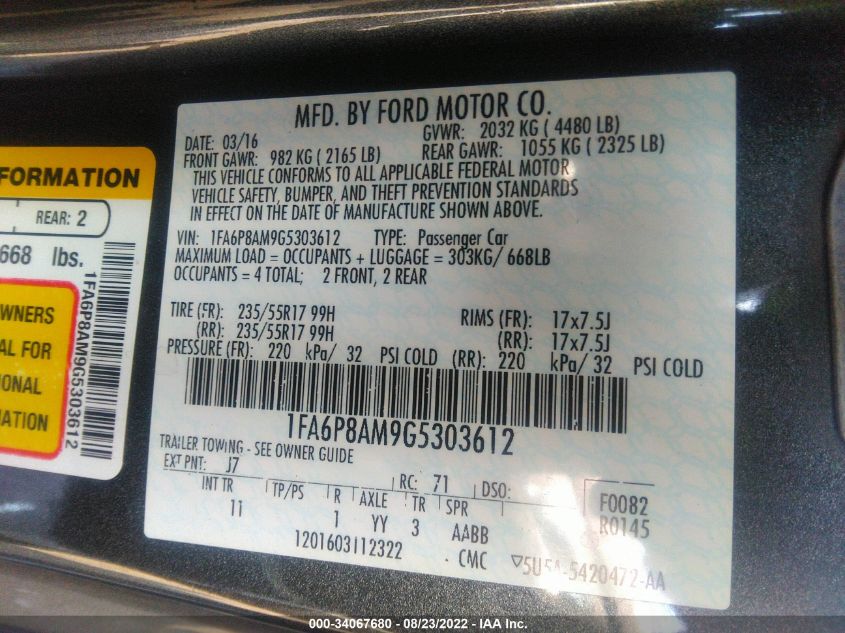 FORMATION
REAR: 2
668 lbs.
1FA6P8AM9G5303612
WNERS
AL FOR
IONAL
MATION
MFD. BY FORD MOTOR CO.
DATE: 03/16 GVWR: 2032 KG ( 4480 LB)
FRONT GAWR: 982 KG ( 2165 LB) REAR GAWR: 1055 KG ( 2325 LB)
THIS VEHICLE CONFORMS TO ALL APPLICABLE FEDERAL MOTOR
VEHICLE SAFETY, BUMPER, AND THEFT PREVENTION STANDARDS
IN EFFECT ON THE DATE OF MANUFACTURE SHOWN ABOVE.
VIN: 1FA6P8AM9G5303612 TYPE: Passenger Car
MAXIMUM LOAD = OCCUPANTS + LUGGAGE = 303KG/ 668LB
OCCUPANTS = 4 TOTAL; 2 FRONT, 2 REAR
TIRE (FR): 235/55R17 99H RIMS (FR): 17x7.5J
(RR): 235/55R17 99H (RR): 17x7.5J
PRESSURE (FR): 220 kPa/ 32 PSI COLD (RR): 220 kPa/ 32 PSI COLD
1FA6P8AM9G5303612
TRAILER TOWING - SEE OWNER GUIDE
EXT PNT: J7 RC: 71 DSO:
INT TR TP/PS R AXLE TR SPR F0082
11 1 YY 3 AABB R0145
1201603112322 . CMC ▽5U5A-5420472-AA
000-34067680 - 08/23/2022 - IAA Inc.